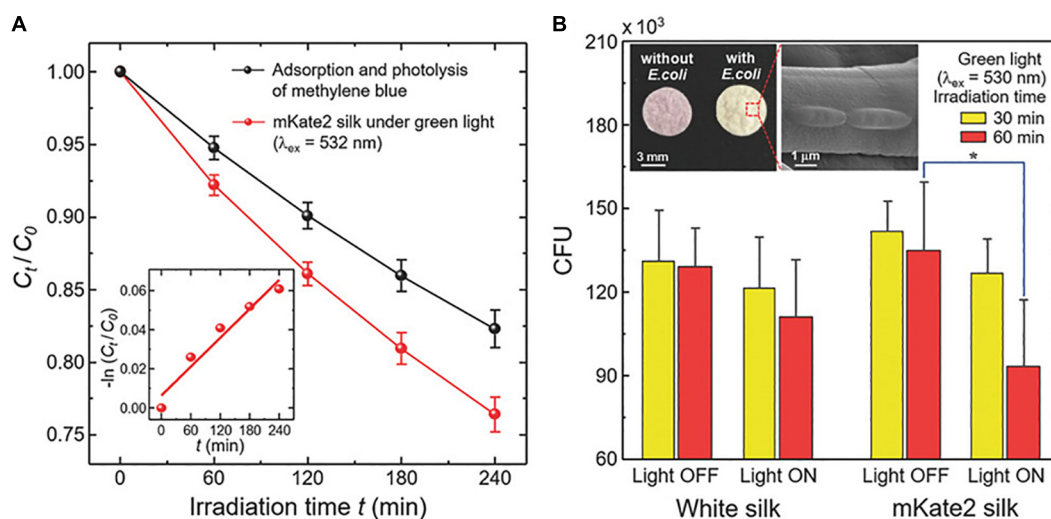 A
1.00
0.95
0.90
0.85
0.80
0.75
Ct / C0
Adsorption and photolysis
of methylene blue
mKate2 silk under green light
(λex = 532 nm)
0.06
0.04
0.02
0.00
-ln (Ct / C0)
0 60 120 180 240
t (min)
0 60 120 180 240
Irradiation time t (min)
B
x 10³
210
180
150
120
90
60
CFU
without
E.coli
with
E.coli
3 mm
1 μm
Green light
(λex = 530 nm)
Irradiation time
30 min
60 min
*
Light OFF Light ON Light OFF Light ON
White silk mKate2 silk